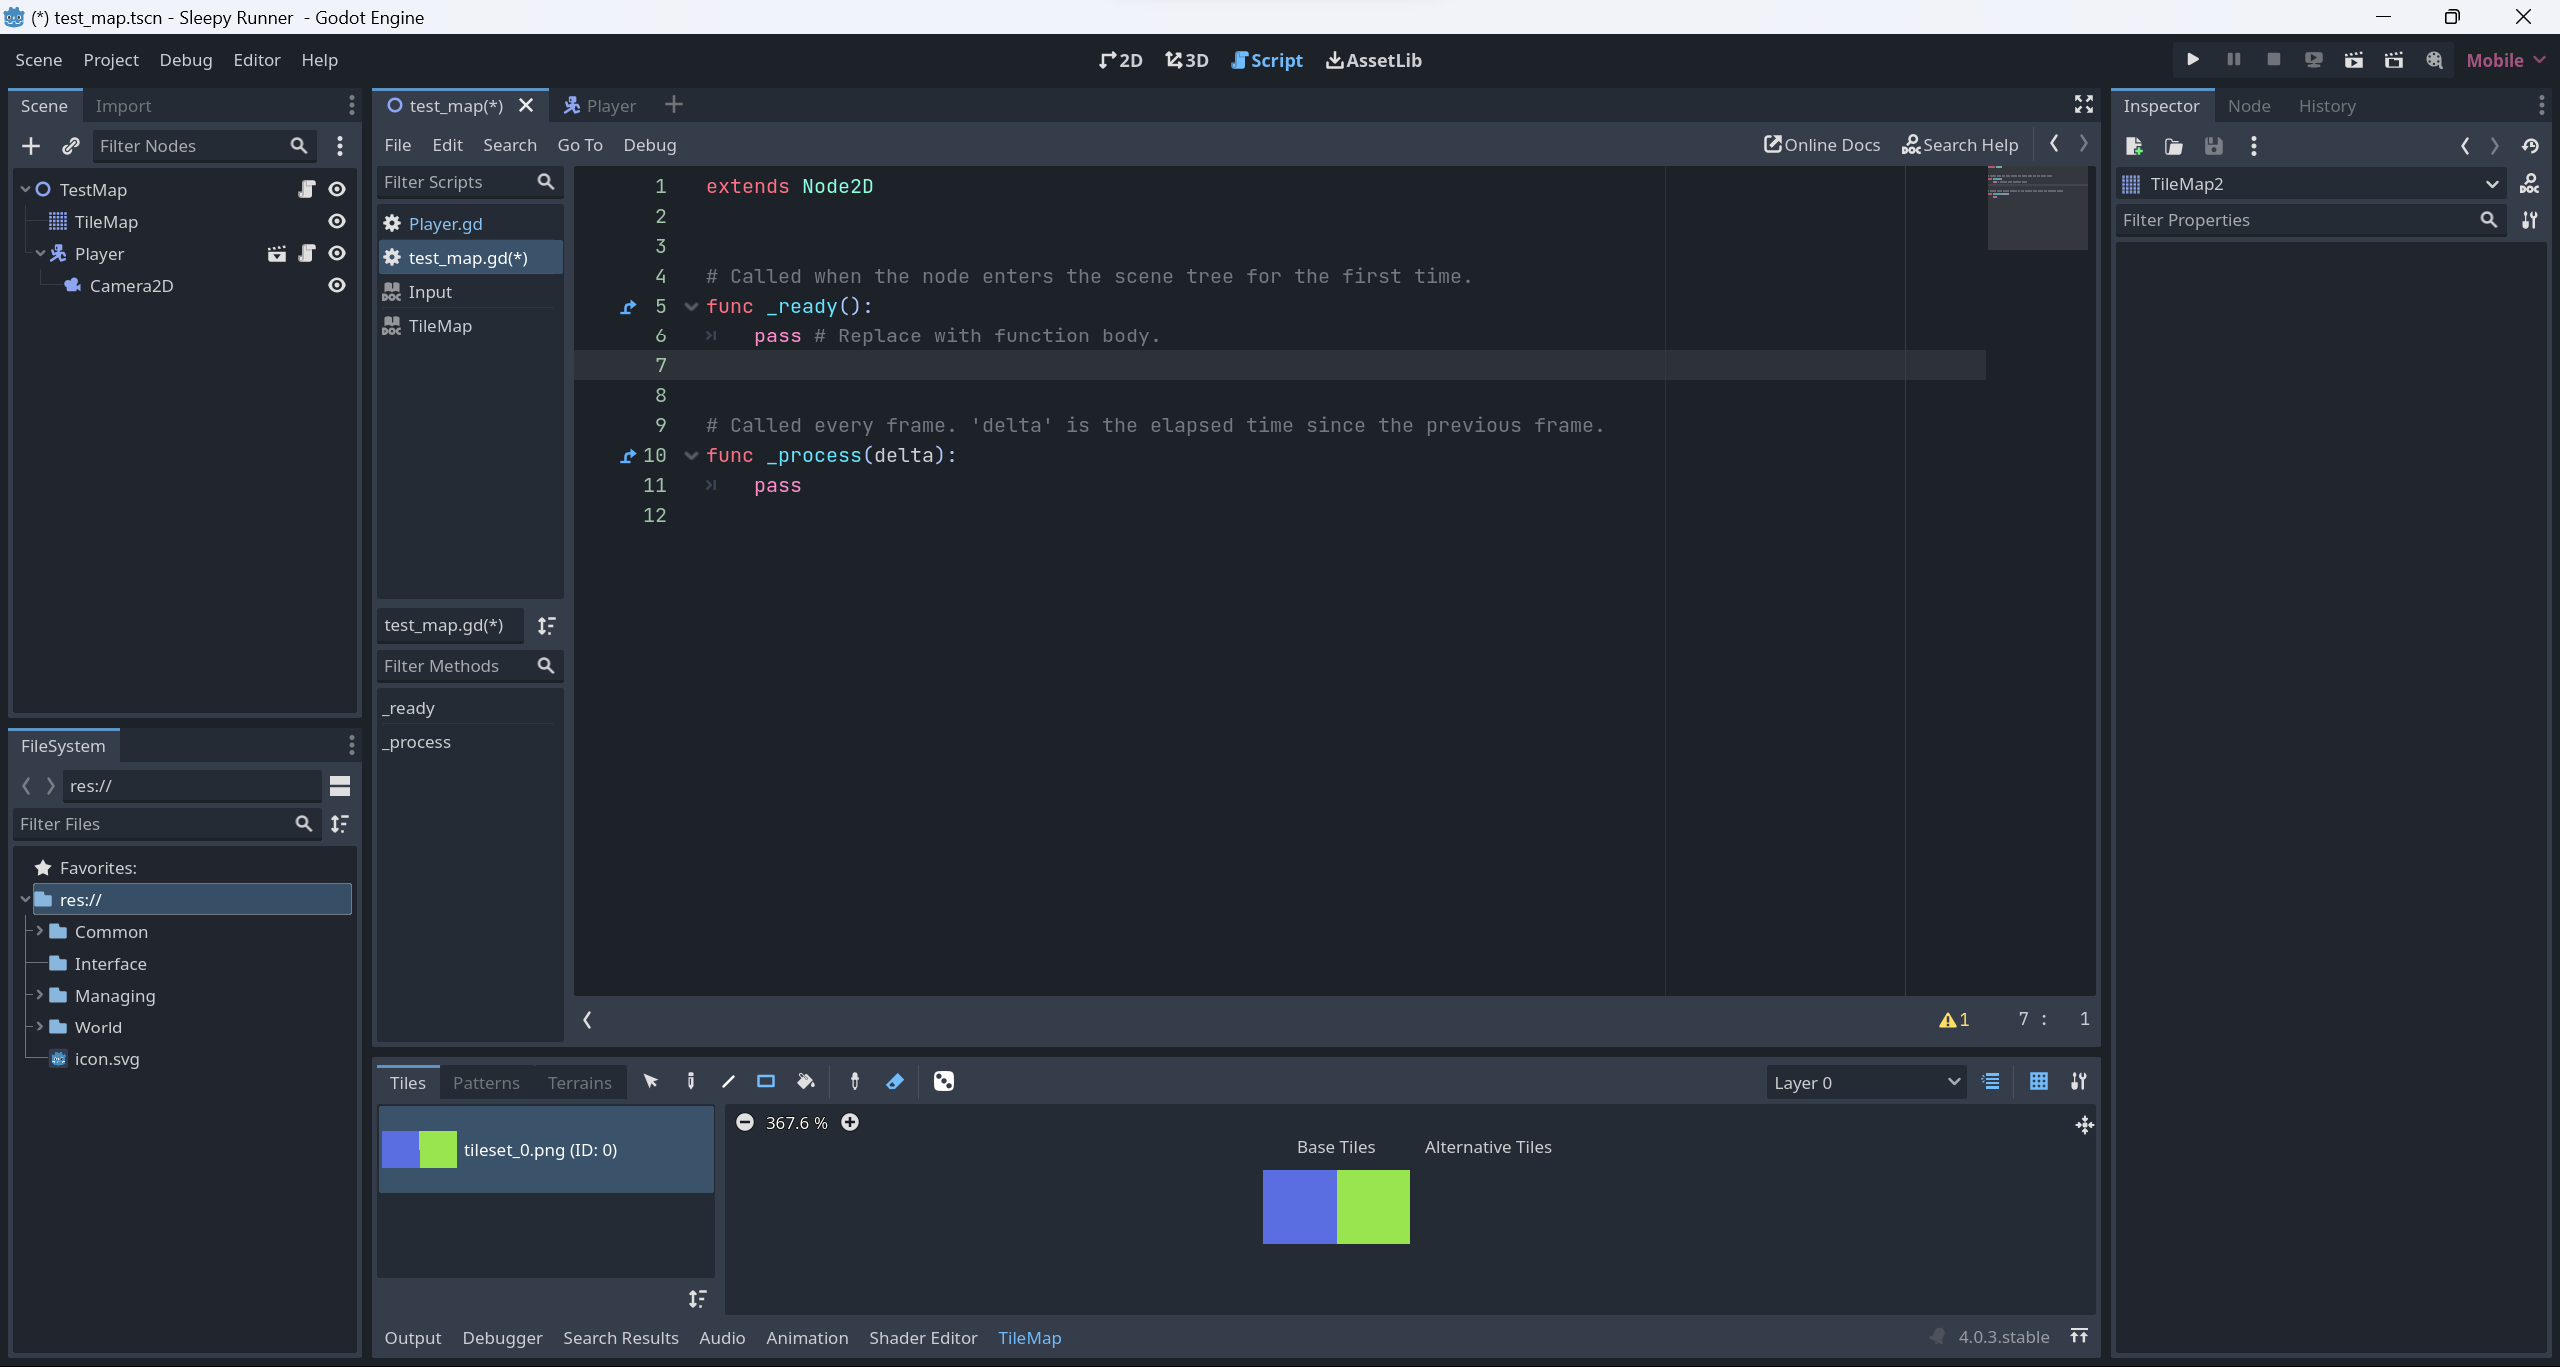 (*) test_map.tscn - Sleepy Runner - Godot Engine
Scene Project Debug Editor Help
2D 3D Script AssetLib
Mobile
Scene Import
Filter Nodes
TestMap
TileMap
Player
Camera2D
FileSystem
res://
Filter Files
Favorites:
res://
Common
Interface
Managing
World
icon.svg
test_map(*) Player
File Edit Search Go To Debug
Online Docs Search Help
Filter Scripts
Player.gd
test_map.gd(*)
Input
TileMap
test_map.gd(*)
Filter Methods
_ready
_process
1 extends Node2D
2
3
4 # Called when the node enters the scene tree for the first time.
5 func _ready():
6 pass # Replace with function body.
7
8
9 # Called every frame. 'delta' is the elapsed time since the previous frame.
10 func _process(delta):
11 pass
12
1 7 : 1
Tiles Patterns Terrains
Layer 0
tileset_0.png (ID: 0)
367.6 %
Base Tiles Alternative Tiles
Output Debugger Search Results Audio Animation Shader Editor TileMap
4.0.3.stable
Inspector Node History
TileMap2
DOC
Filter Properties